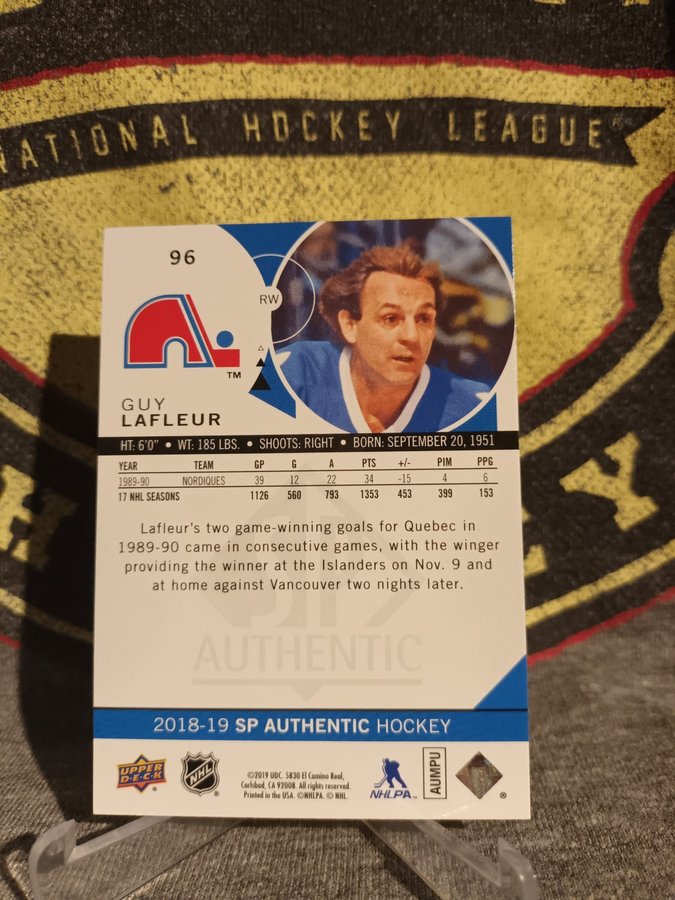 NATIONAL HOCKEY LEAGUE®
96
RW
TM
GUY
LAFLEUR
HT: 6'0" • WT: 185 LBS. • SHOOTS: RIGHT • BORN: SEPTEMBER 20, 1951
YEAR TEAM GP G A PTS +/- PIM PPG
1989-90 NORDIQUES 39 12 22 34 -15 4 6
17 NHL SEASONS 1126 560 793 1353 453 399 153
Lafleur's two game-winning goals for Quebec in
1989-90 came in consecutive games, with the winger
providing the winner at the Islanders on Nov. 9 and
at home against Vancouver two nights later.
SP
AUTHENTIC
2018-19 SP AUTHENTIC HOCKEY
UPPER
DECK
NHL
©2019 UDC. 5830 El Camino Real,
Carlsbad, CA 92008. All rights reserved.
Printed in the USA. ©NHLPA. © NHL.
NHLPA
AUMPU
®
H
E Y